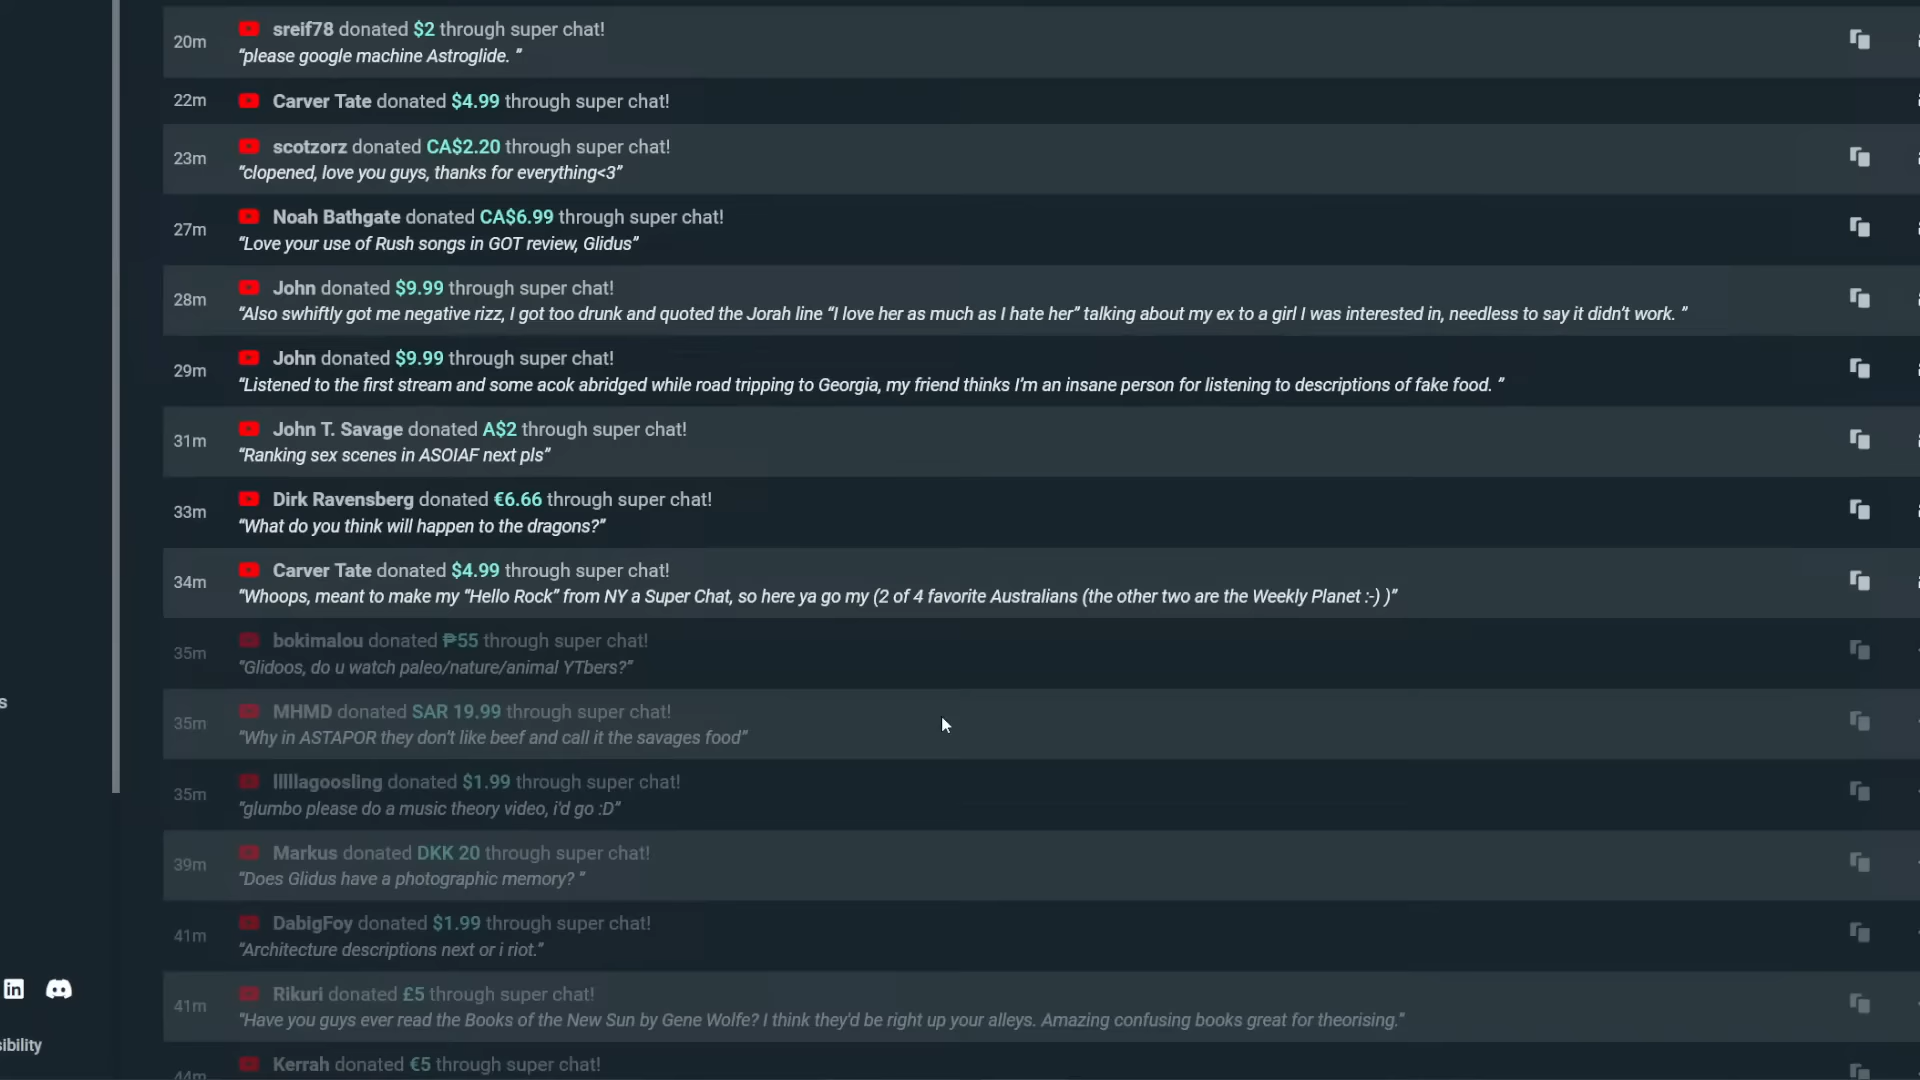 20m
sreif78 donated $2 through super chat!
“please google machine Astroglide. ”
22m
Carver Tate donated $4.99 through super chat!
23m
scotzorz donated CA$2.20 through super chat!
“clopened, love you guys, thanks for everything<3”
27m
Noah Bathgate donated CA$6.99 through super chat!
“Love your use of Rush songs in GOT review, Glidus”
28m
John donated $9.99 through super chat!
“Also swhiftly got me negative rizz, I got too drunk and quoted the Jorah line “I love her as much as I hate her” talking about my ex to a girl I was interested in, needless to say it didn’t work. ”
29m
John donated $9.99 through super chat!
“Listened to the first stream and some acok abridged while road tripping to Georgia, my friend thinks I’m an insane person for listening to descriptions of fake food. ”
31m
John T. Savage donated A$2 through super chat!
“Ranking sex scenes in ASOIAF next pls”
33m
Dirk Ravensberg donated €6.66 through super chat!
“What do you think will happen to the dragons?”
34m
Carver Tate donated $4.99 through super chat!
“Whoops, meant to make my “Hello Rock” from NY a Super Chat, so here ya go my (2 of 4 favorite Australians (the other two are the Weekly Planet :-) )”
35m
bokimalou donated ₱55 through super chat!
“Glidoos, do u watch paleo/nature/animal YTbers?”
35m
MHMD donated SAR 19.99 through super chat!
“Why in ASTAPOR they don’t like beef and call it the savages food”
s
35m
lllllagoosling donated $1.99 through super chat!
“glumbo please do a music theory video, i'd go :D”
39m
Markus donated DKK 20 through super chat!
“Does Glidus have a photographic memory? ”
41m
DabigFoy donated $1.99 through super chat!
“Architecture descriptions next or i riot.”
41m
Rikuri donated £5 through super chat!
“Have you guys ever read the Books of the New Sun by Gene Wolfe? I think they'd be right up your alleys. Amazing confusing books great for theorising.”
sibility
44m
Kerrah donated €5 through super chat!